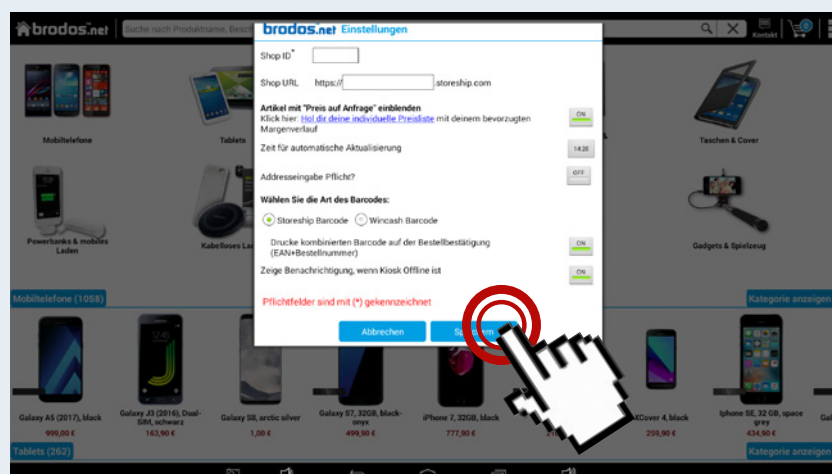 brodos.net
Suche nach Produktname, Besch
Kontakt
brodos.net Einstellungen
Shop ID*
Shop URL https:// .storeship.com
Artikel mit "Preis auf Anfrage" einblenden
Klick hier: Hol dir deine individuelle Preisliste mit deinem bevorzugten
Margenverlauf
ON
Zeit für automatische Aktualisierung
14:26
Addresseingabe Pflicht?
OFF
Wählen Sie die Art des Barcodes:
Storeship Barcode Wincash Barcode
Drucke kombinierten Barcode auf der Bestellbestätigung
(EAN+Bestellnummer)
ON
Zeige Benachrichtigung, wenn Kiosk Offline ist
ON
Pflichtfelder sind mit (*) gekennzeichnet
Abbrechen
Mobiltelefone
Tablets
Taschen & Cover
Powerbanks & mobiles
Laden
Kabelloses La
Gadgets & Spielzeug
Mobiltelefone (1058)
Kategorie anzeigen
Galaxy A5 (2017), black
999,00 €
Galaxy J3 (2016), Dual-
SIM, schwarz
163,90 €
Galaxy S8, arctic silver
1,00 €
Galaxy S7, 32GB, black-
onyx
499,90 €
iPhone 7, 32GB, black
777,90 €
XCover 4, black
259,90 €
Iphone SE, 32 GB, space
grey
434,90 €
Gal
Tablets (262)
Kategorie anzeigen